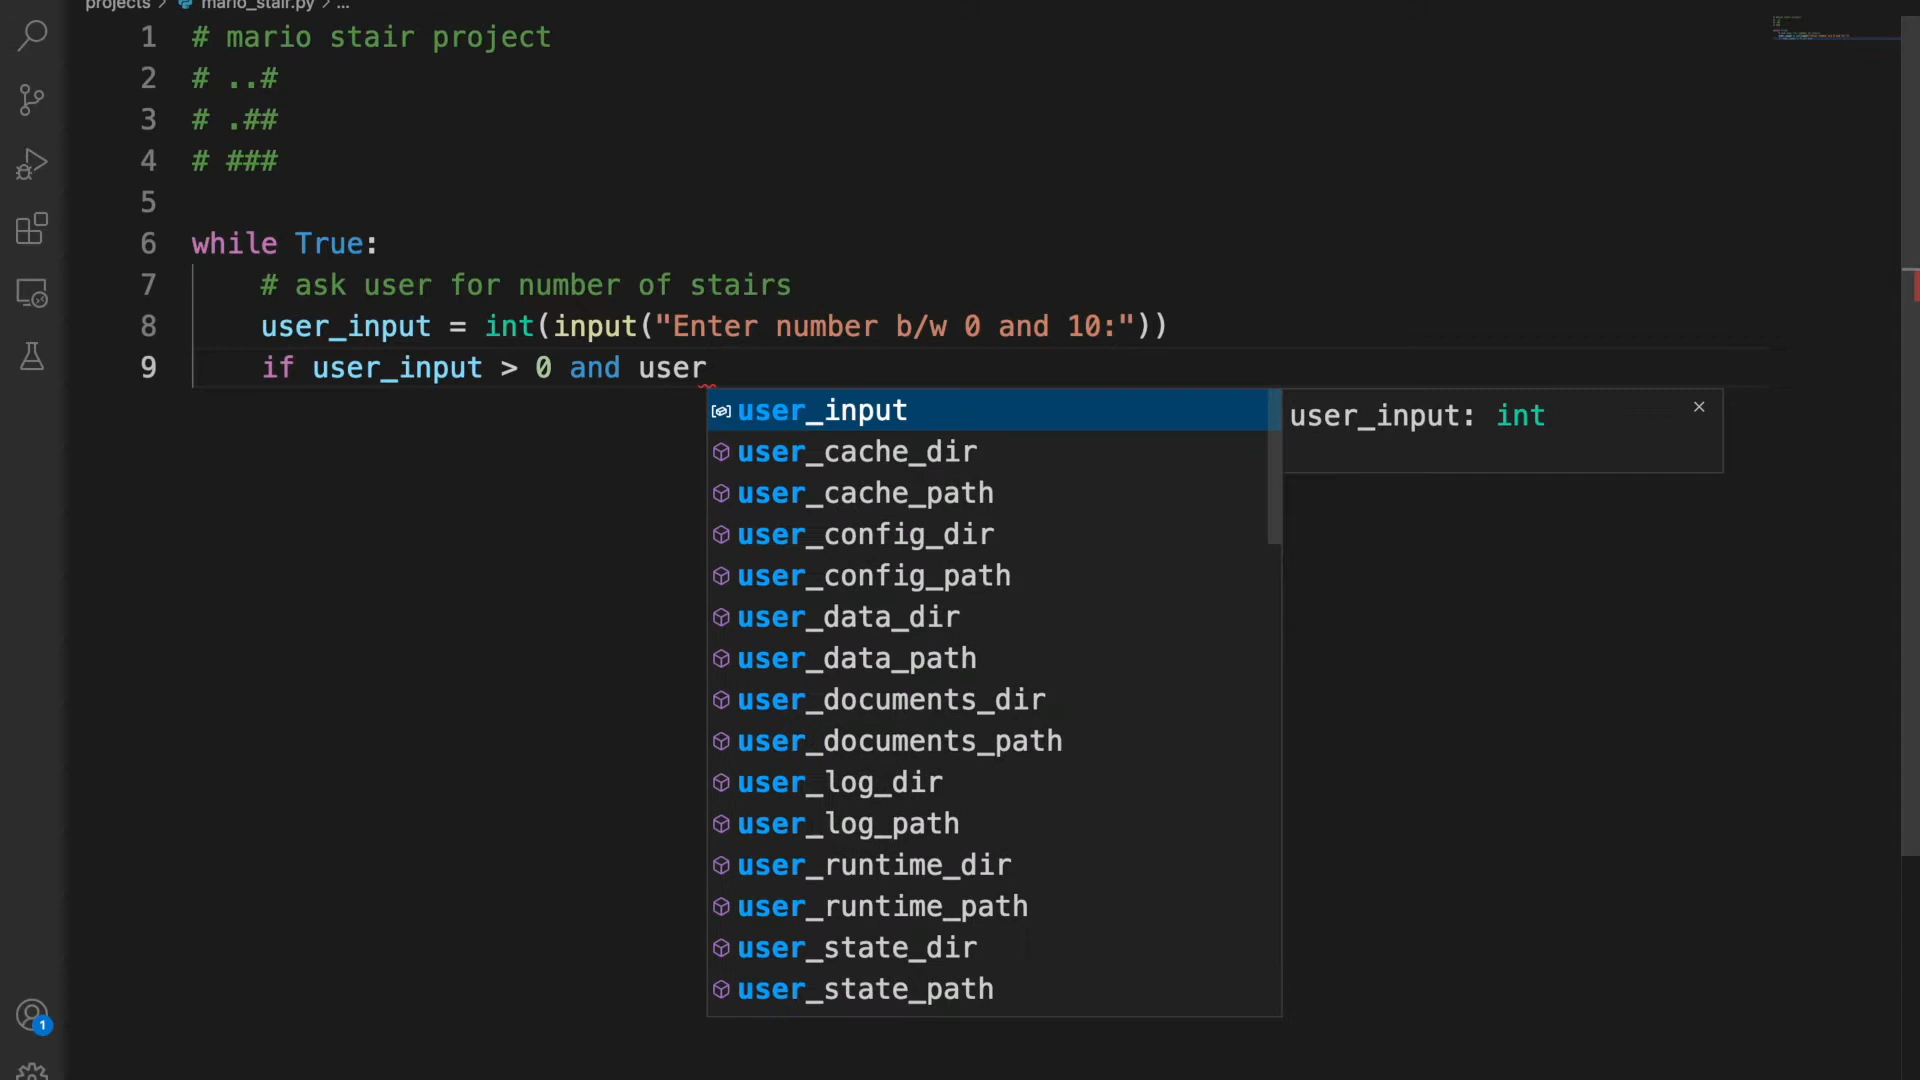 projects > mario_stair.py > ...
1 # mario stair project
2 # ..#
3 # .##
4 # ###
5
6 while True:
7 # ask user for number of stairs
8 user_input = int(input("Enter number b/w 0 and 10:"))
9 if user_input > 0 and user
user_input
user_input: int
user_cache_dir
user_cache_path
user_config_dir
user_config_path
user_data_dir
user_data_path
user_documents_dir
user_documents_path
user_log_dir
user_log_path
user_runtime_dir
user_runtime_path
user_state_dir
user_state_path
1